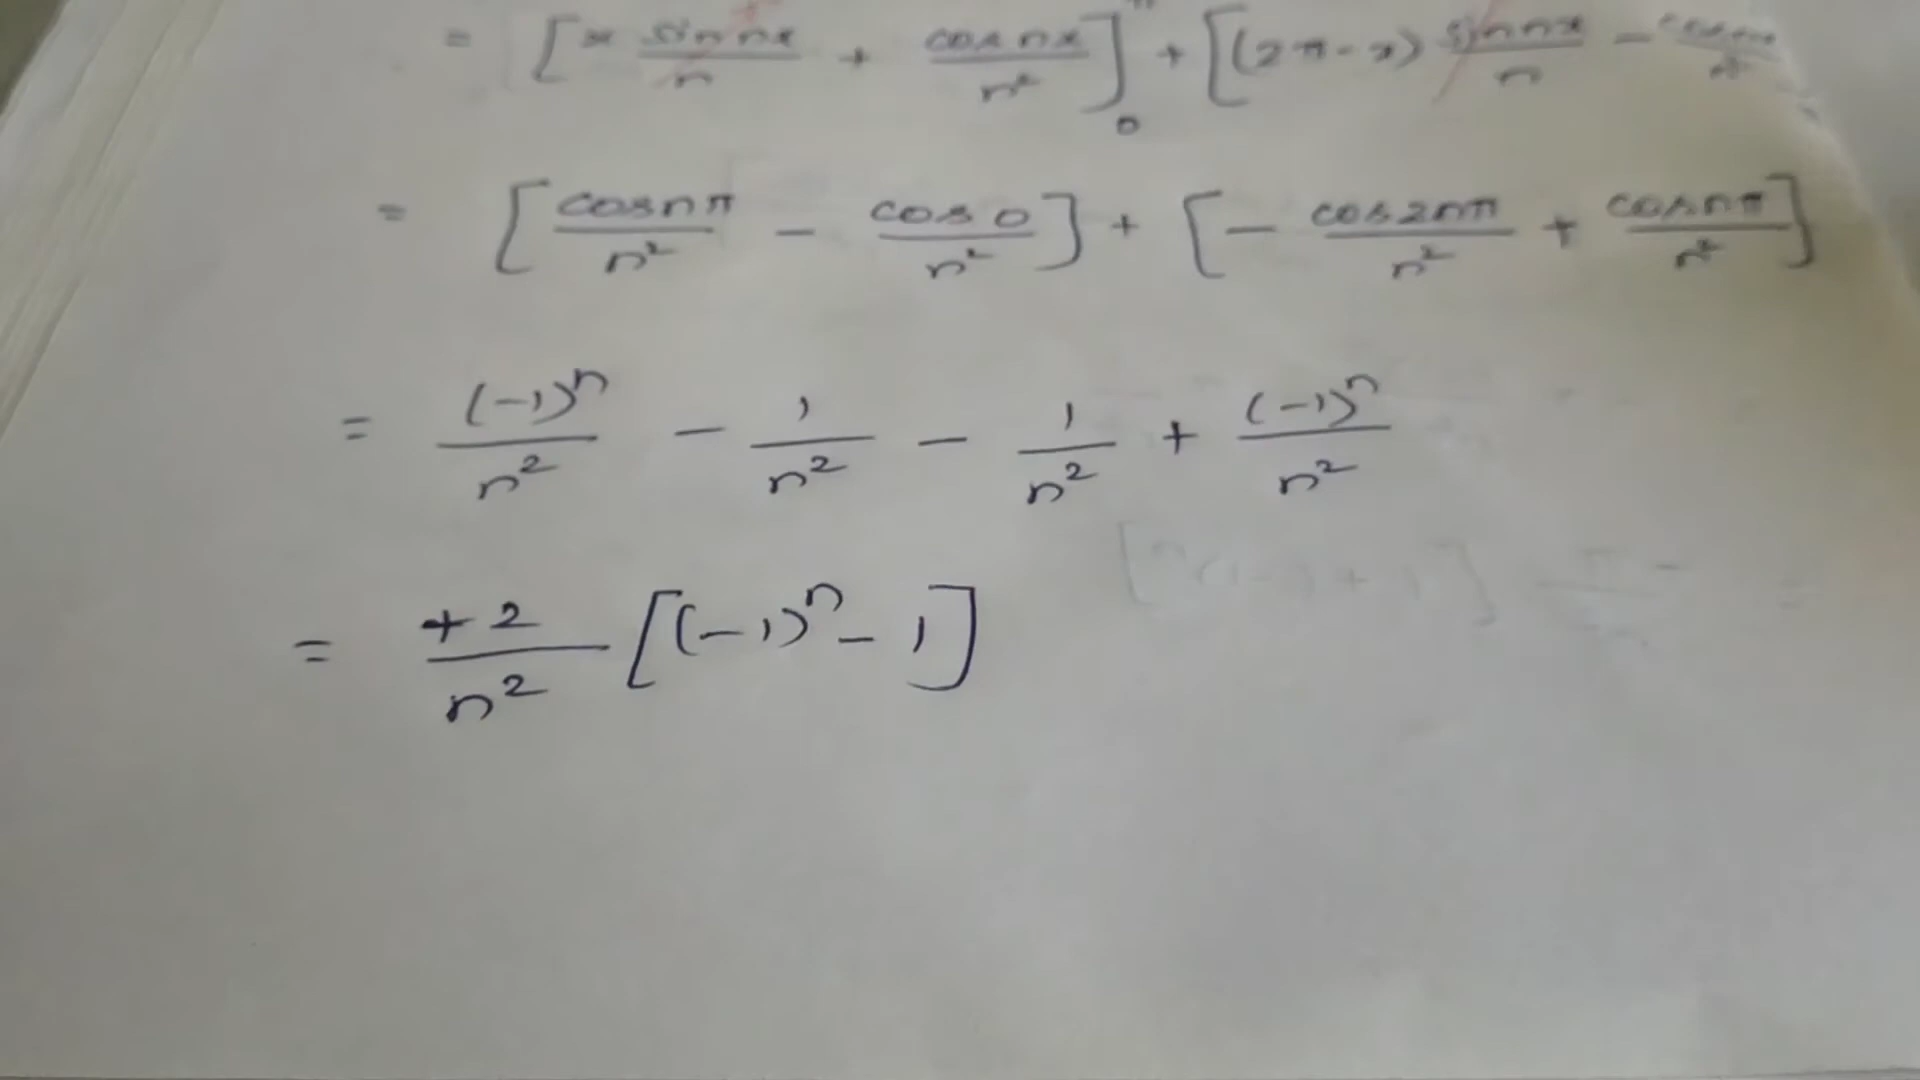 = [x sin nx / n + cos nx / n²]₀^π + [(2π - x) sin nx / n -
= [cos nπ / n² - cos 0 / n²] + [- cos 2nπ / n² + cos nπ / n²]
= (-1)ⁿ / n² - 1 / n² - 1 / n² + (-1)ⁿ / n²
= +2 / n² [(-1)ⁿ - 1]